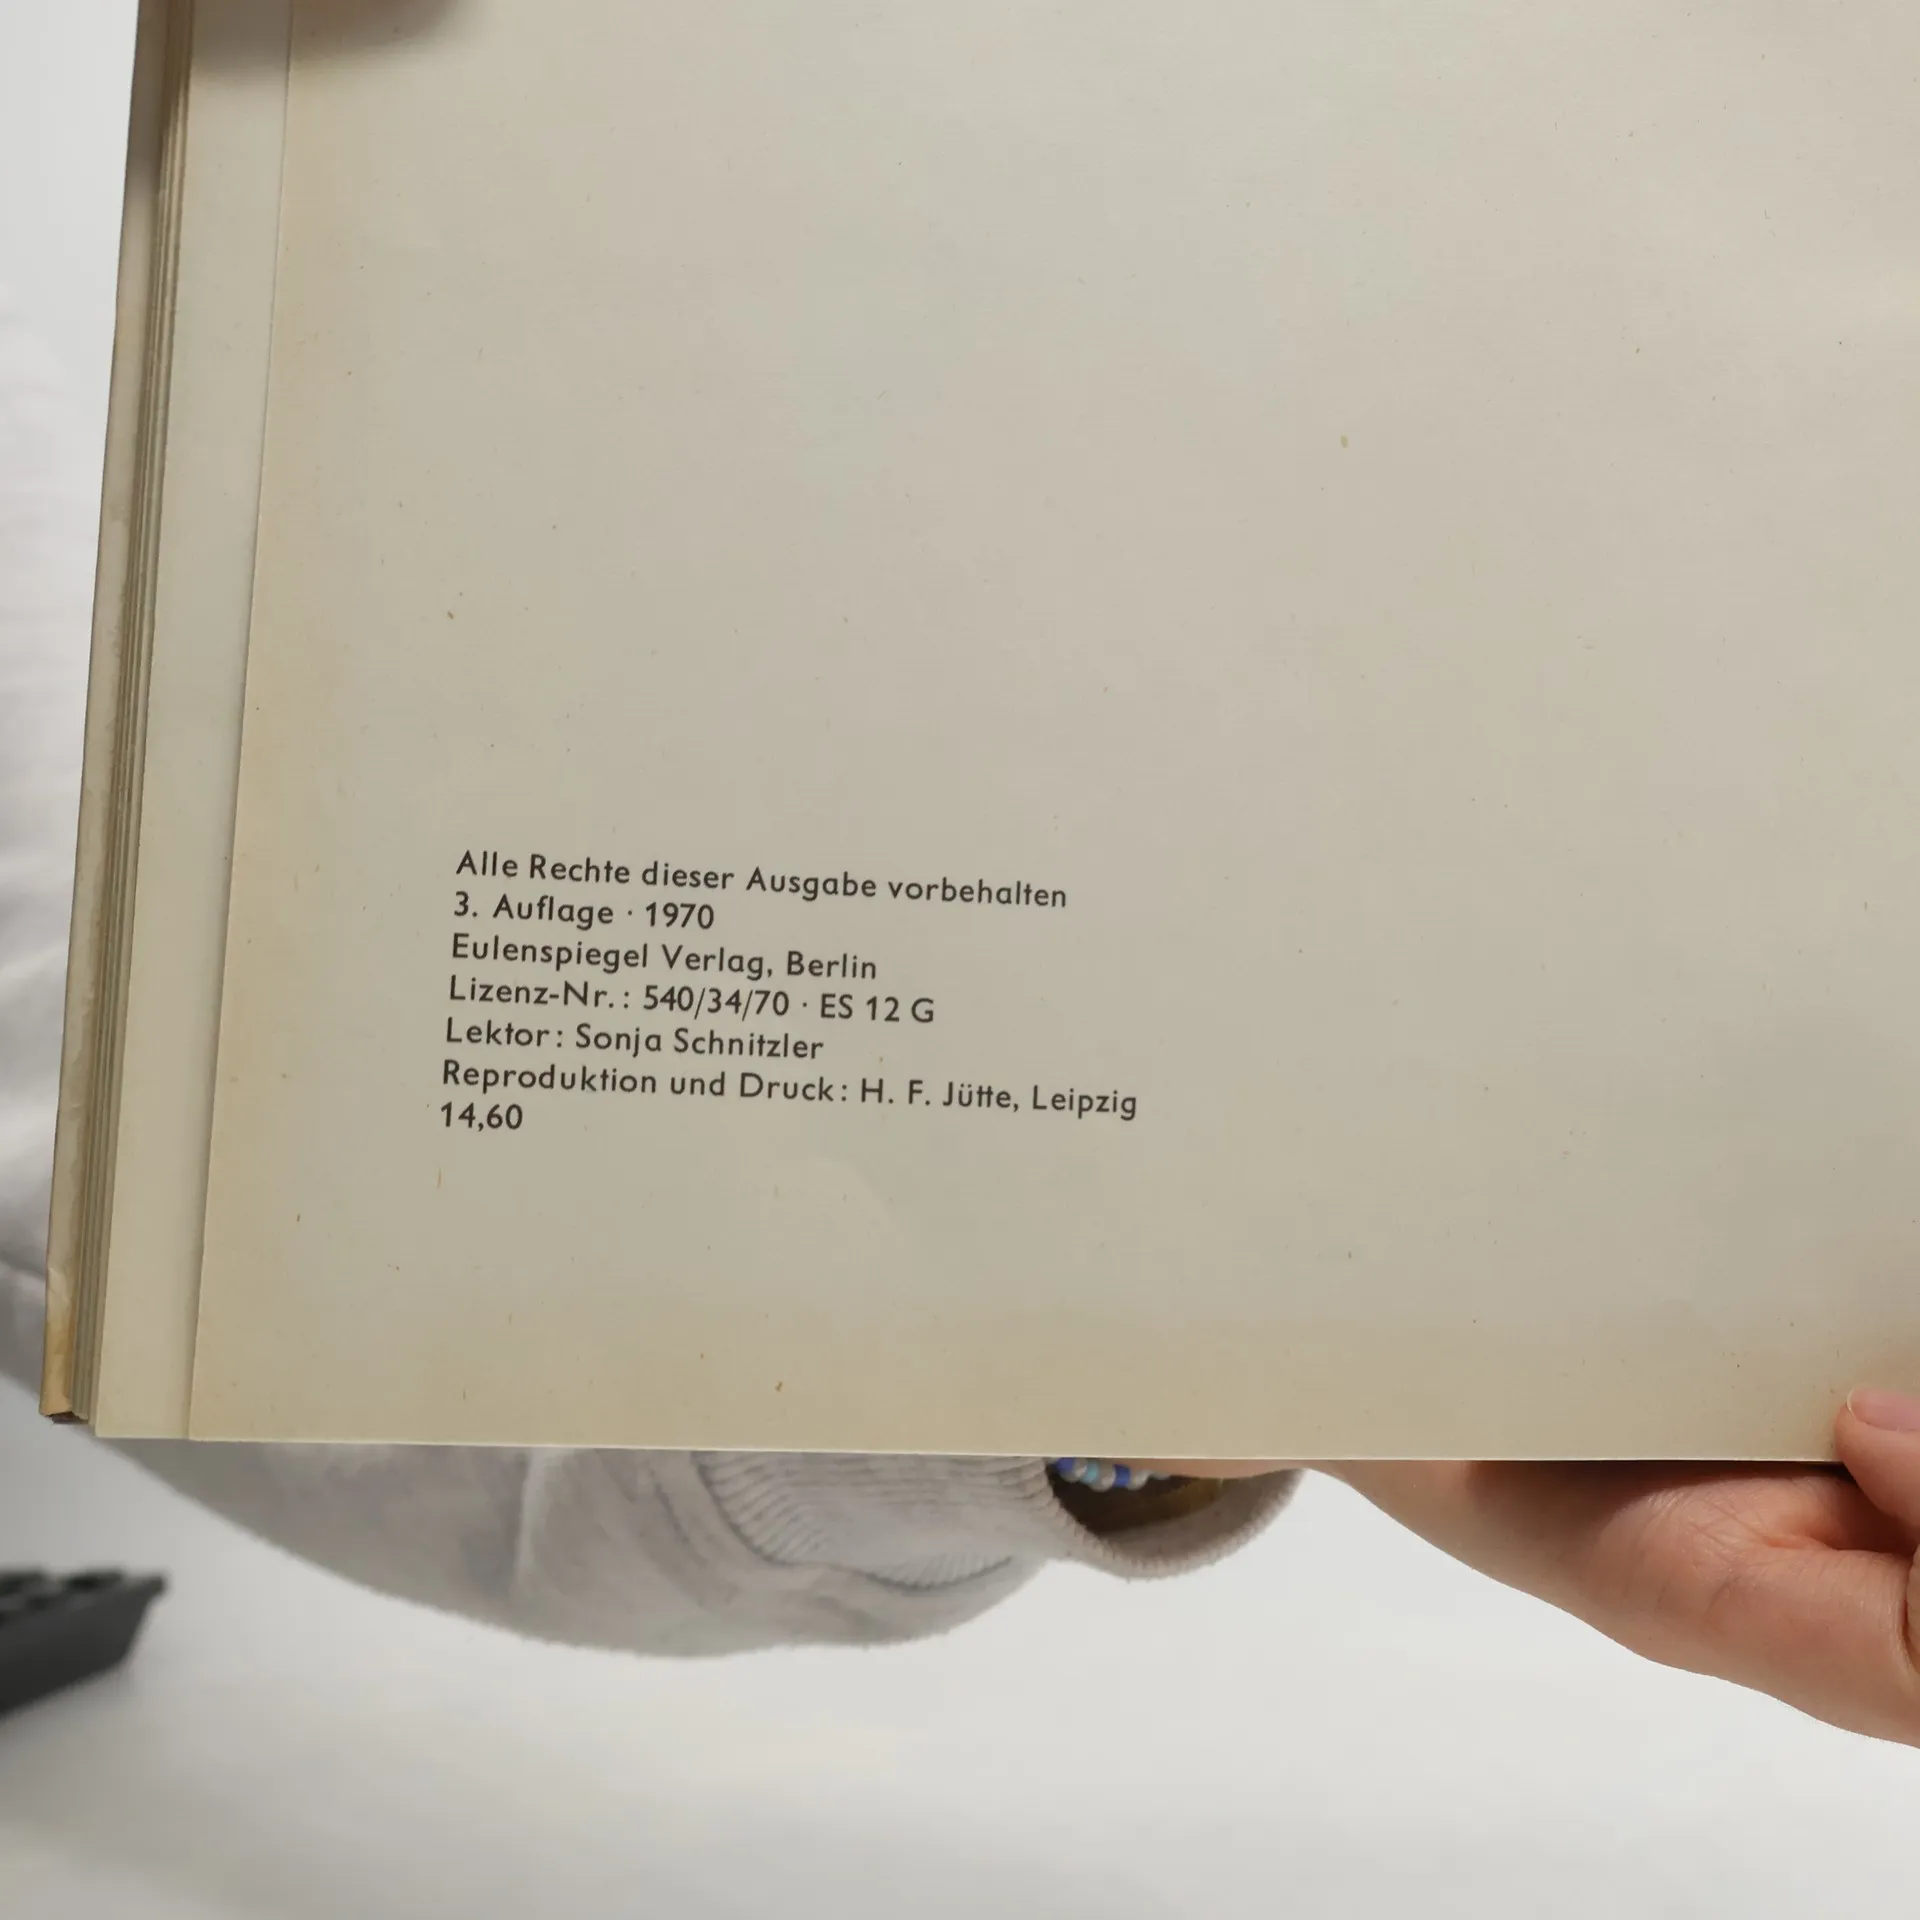 Alle Rechte dieser Ausgabe vorbehalten
3. Auflage · 1970
Eulenspiegel Verlag, Berlin
Lizenz-Nr.: 540/34/70 · ES 12 G
Lektor: Sonja Schnitzler
Reproduktion und Druck: H. F. Jütte, Leipzig
14,60